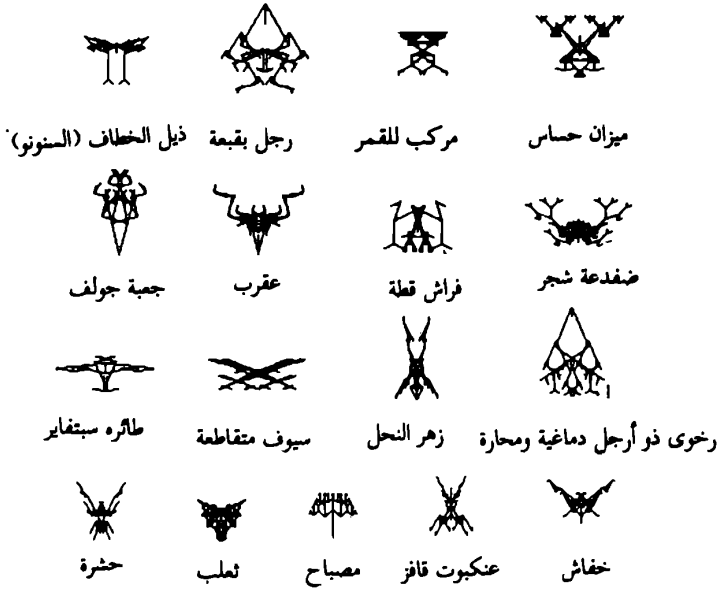 ميزان حساس مركب للقمر رجل بقبعة ذيل الخطاف (السنونو)
ضفدعة شجر فراش قطة عقرب جعبة جولف
رخوى ذو أرجل دماغية ومحارة زهر النحل سيوف متقاطعة طائره سبتفاير
خفاش عنكبوت قافز مصباح ثعلب حشرة